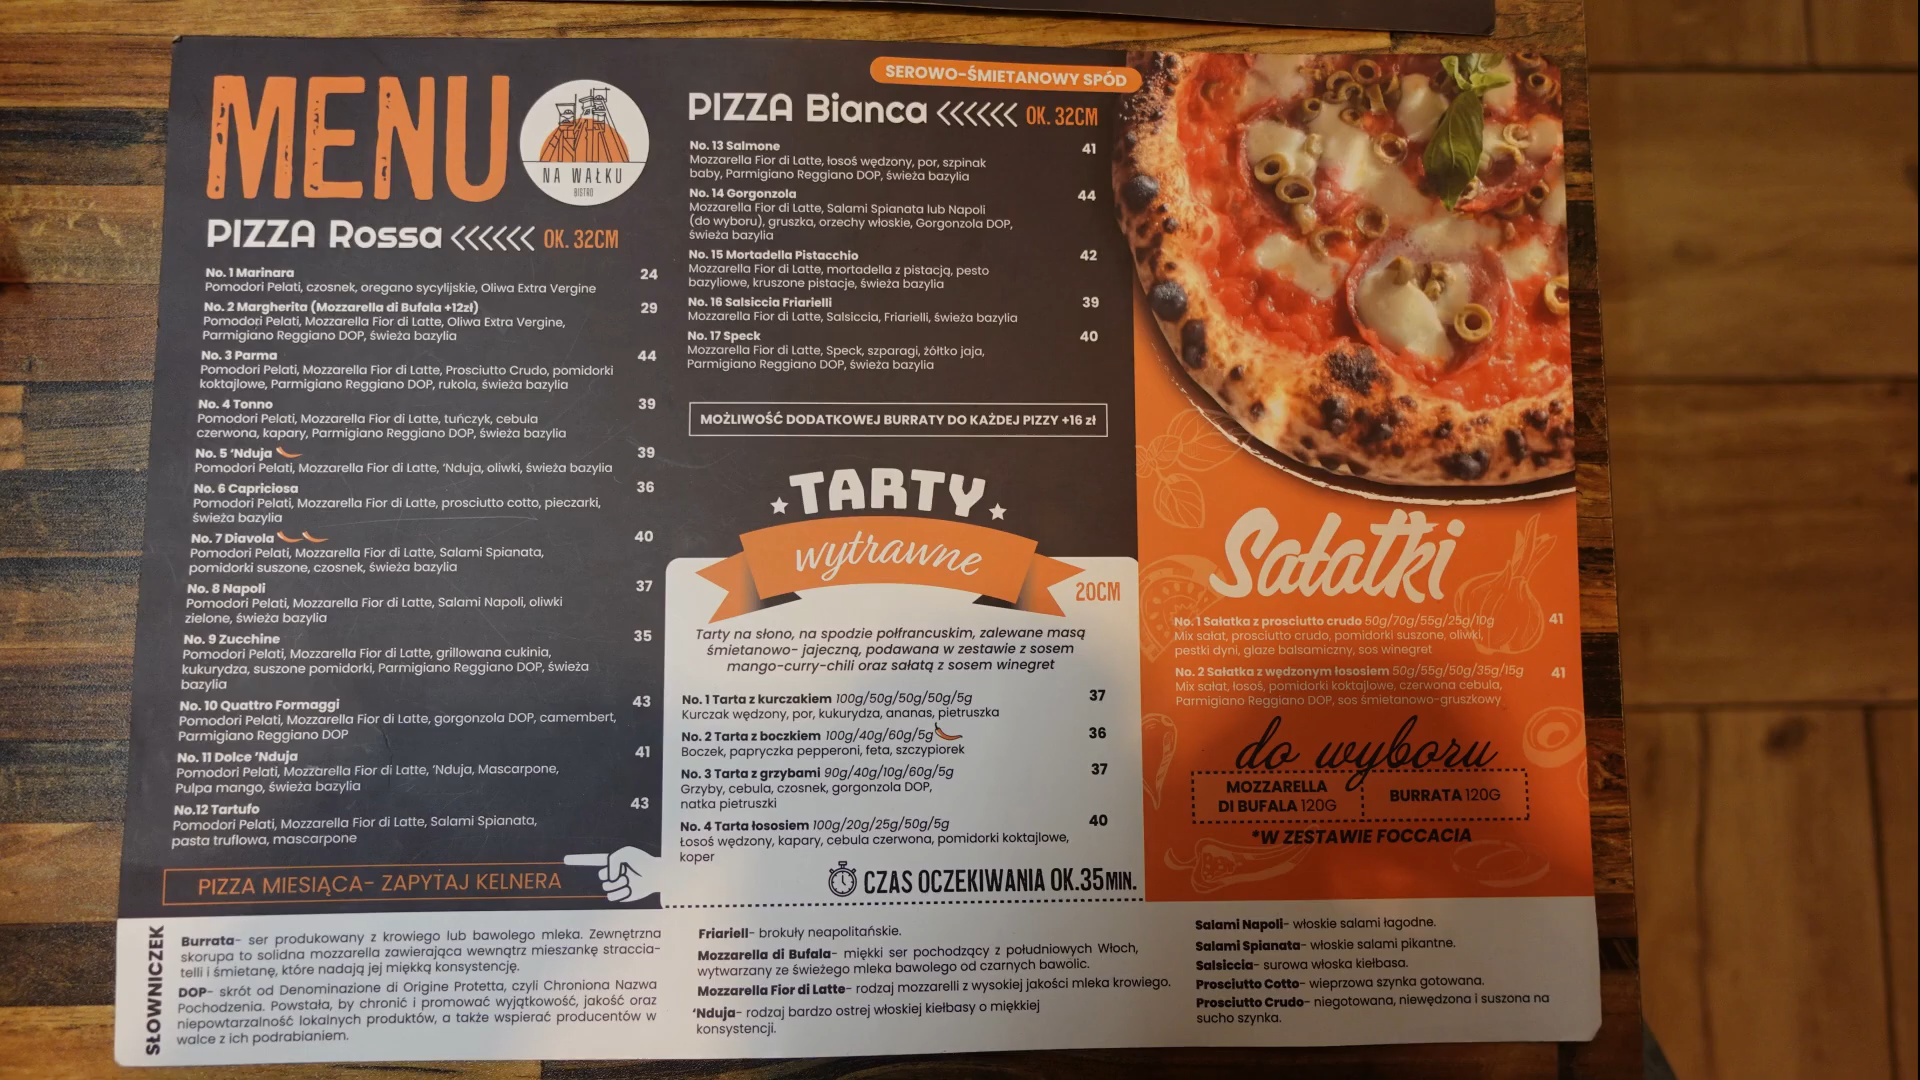 MENU
NA WAŁKU
BISTRO
PIZZA Rossa <<<<<< OK. 32CM
No. 1 Marinara 24
Pomodori Pelati, czosnek, oregano sycylijskie, Oliwa Extra Vergine
No. 2 Margherita (Mozzarella di Bufala +12zł) 29
Pomodori Pelati, Mozzarella Fior di Latte, Oliwa Extra Vergine,
Parmigiano Reggiano DOP, świeża bazylia
No. 3 Parma 44
Pomodori Pelati, Mozzarella Fior di Latte, Prosciutto Crudo, pomidorki
koktajlowe, Parmigiano Reggiano DOP, rukola, świeża bazylia
No. 4 Tonno 39
Pomodori Pelati, Mozzarella Fior di Latte, tuńczyk, cebula
czerwona, kapary, Parmigiano Reggiano DOP, świeża bazylia
No. 5 ‘Nduja 39
Pomodori Pelati, Mozzarella Fior di Latte, ‘Nduja, oliwki, świeża bazylia
No. 6 Capriciosa 36
Pomodori Pelati, Mozzarella Fior di Latte, prosciutto cotto, pieczarki,
świeża bazylia
No. 7 Diavola 40
Pomodori Pelati, Mozzarella Fior di Latte, Salami Spianata,
pomidorki suszone, czosnek, świeża bazylia
No. 8 Napoli 37
Pomodori Pelati, Mozzarella Fior di Latte, Salami Napoli, oliwki
zielone, świeża bazylia
No. 9 Zucchine 35
Pomodori Pelati, Mozzarella Fior di Latte, grillowana cukinia,
kukurydza, suszone pomidorki, Parmigiano Reggiano DOP, świeża
bazylia
No. 10 Quattro Formaggi 43
Pomodori Pelati, Mozzarella Fior di Latte, gorgonzola DOP, camembert,
Parmigiano Reggiano DOP
No. 11 Dolce ‘Nduja 41
Pomodori Pelati, Mozzarella Fior di Latte, ‘Nduja, Mascarpone,
Pulpa mango, świeża bazylia
No.12 Tartufo 43
Pomodori Pelati, Mozzarella Fior di Latte, Salami Spianata,
pasta truflowa, mascarpone
PIZZA MIESIĄCA- ZAPYTAJ KELNERA
SEROWO-ŚMIETANOWY SPÓD
PIZZA Bianca <<<<<< OK. 32CM
No. 13 Salmone 41
Mozzarella Fior di Latte, łosoś wędzony, por, szpinak
baby, Parmigiano Reggiano DOP, świeża bazylia
No. 14 Gorgonzola 44
Mozzarella Fior di Latte, Salami Spianata lub Napoli
(do wyboru), gruszka, orzechy włoskie, Gorgonzola DOP,
świeża bazylia
No. 15 Mortadella Pistacchio 42
Mozzarella Fior di Latte, mortadella z pistacją, pesto
bazyliowe, kruszone pistacje, świeża bazylia
No. 16 Salsiccia Friarielli 39
Mozzarella Fior di Latte, Salsiccia, Friarielli, świeża bazylia
No. 17 Speck 40
Mozzarella Fior di Latte, Speck, szparagi, żółtko jaja,
Parmigiano Reggiano DOP, świeża bazylia
MOŻLIWOŚĆ DODATKOWEJ BURRATY DO KAŻDEJ PIZZY +16 zł
TARTY
wytrawne
20CM
Tarty na słono, na spodzie połfrancuskim, zalewane masą
śmietanowo- jajeczną, podawana w zestawie z sosem
mango-curry-chili oraz sałatą z sosem winegret
No. 1 Tarta z kurczakiem 100g/50g/50g/50g/5g 37
Kurczak wędzony, por, kukurydza, ananas, pietruszka
No. 2 Tarta z boczkiem 100g/40g/60g/5g 36
Boczek, papryczka pepperoni, feta, szczypiorek
No. 3 Tarta z grzybami 90g/40g/10g/60g/5g 37
Grzyby, cebula, czosnek, gorgonzola DOP,
natka pietruszki
No. 4 Tarta łososiem 100g/20g/25g/50g/5g 40
Łosoś wędzony, kapary, cebula czerwona, pomidorki koktajlowe,
koper
CZAS OCZEKIWANIA OK.35MIN.
Sałatki
No. 1 Sałatka z prosciutto crudo 50g/70g/55g/25g/10g 41
Mix sałat, prosciutto crudo, pomidorki suszone, oliwki,
pestki dyni, glaze balsamiczny, sos winegret
No. 2 Sałatka z wędzonym łososiem 50g/55g/50g/35g/15g 41
Mix sałat, łosoś, pomidorki koktajlowe, czerwona cebula,
Parmigiano Reggiano DOP, sos śmietanowo-gruszkowy
do wyboru
MOZZARELLA
DI BUFALA 120G
BURRATA 120G
*W ZESTAWIE FOCCACIA
SŁOWNICZEK
Burrata- ser produkowany z krowiego lub bawolego mleka. Zewnętrzna
skorupa to solidna mozzarella zawierająca wewnątrz mieszankę straccia-
telli i śmietanę, które nadają jej miękką konsystencję.
DOP- skrót od Denominazione di Origine Protetta, czyli Chroniona Nazwa
Pochodzenia. Powstała, by chronić i promować wyjątkowość, jakość oraz
niepowtarzalność lokalnych produktów, a także wspierać producentów w
walce z ich podrabianiem.
Friariell- brokuły neapolitańskie.
Mozzarella di Bufala- miękki ser pochodzący z południowych Włoch,
wytwarzany ze świeżego mleka bawolego od czarnych bawolic.
Mozzarella Fior di Latte- rodzaj mozzarelli z wysokiej jakości mleka krowiego.
‘Nduja- rodzaj bardzo ostrej włoskiej kiełbasy o miękkiej
konsystencji.
Salami Napoli- włoskie salami łagodne.
Salami Spianata- włoskie salami pikantne.
Salsiccia- surowa włoska kiełbasa.
Prosciutto Cotto- wieprzowa szynka gotowana.
Prosciutto Crudo- niegotowana, niewędzona i suszona na
sucho szynka.